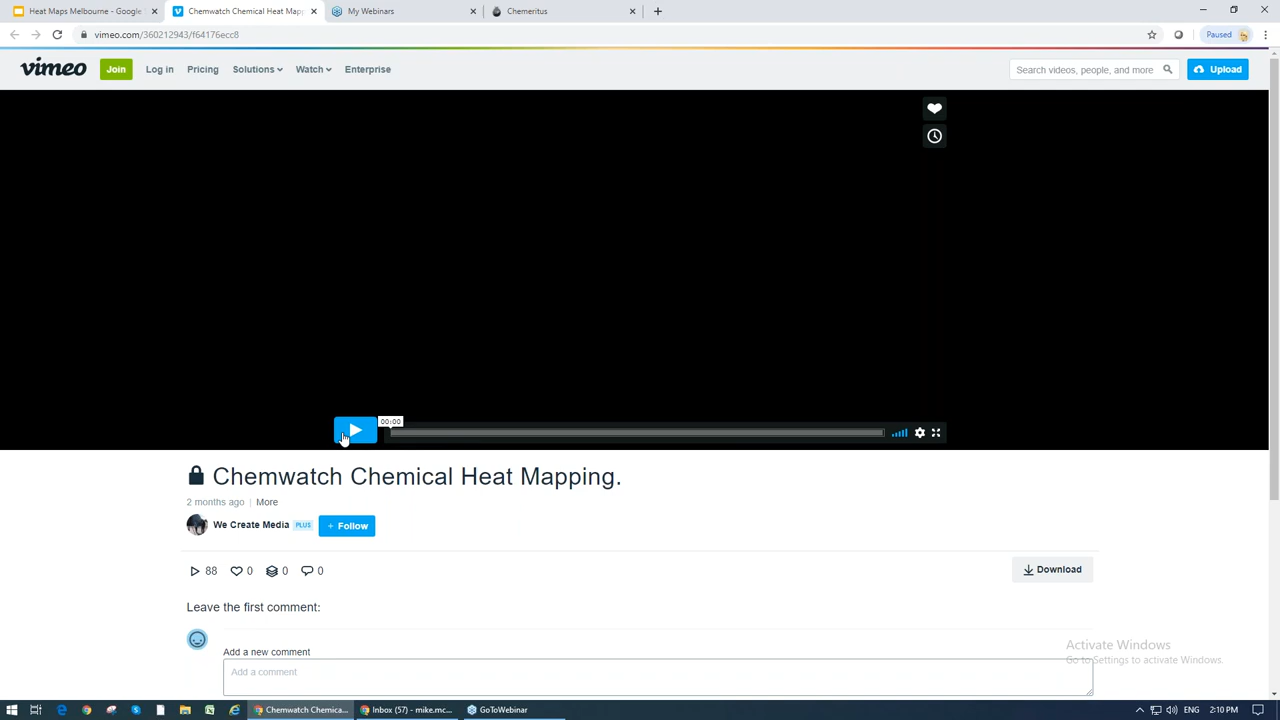 Heat Maps Melbourne - Google
Chemwatch Chemical Heat Mapp
My Webinars
Chemeritus
vimeo.com/360212943/f64176ecc8
Paused
vimeo
Join
Log in
Pricing
Solutions
Watch
Enterprise
Search videos, people, and more
Upload
00:00
Chemwatch Chemical Heat Mapping.
2 months ago
More
We Create Media
PLUS
+ Follow
88
0
0
0
Download
Leave the first comment:
Add a new comment
Add a comment
Activate Windows
Go to Settings to activate Windows.
Chemwatch Chemica...
Inbox (57) - mike.mc...
GoToWebinar
ENG
2:10 PM